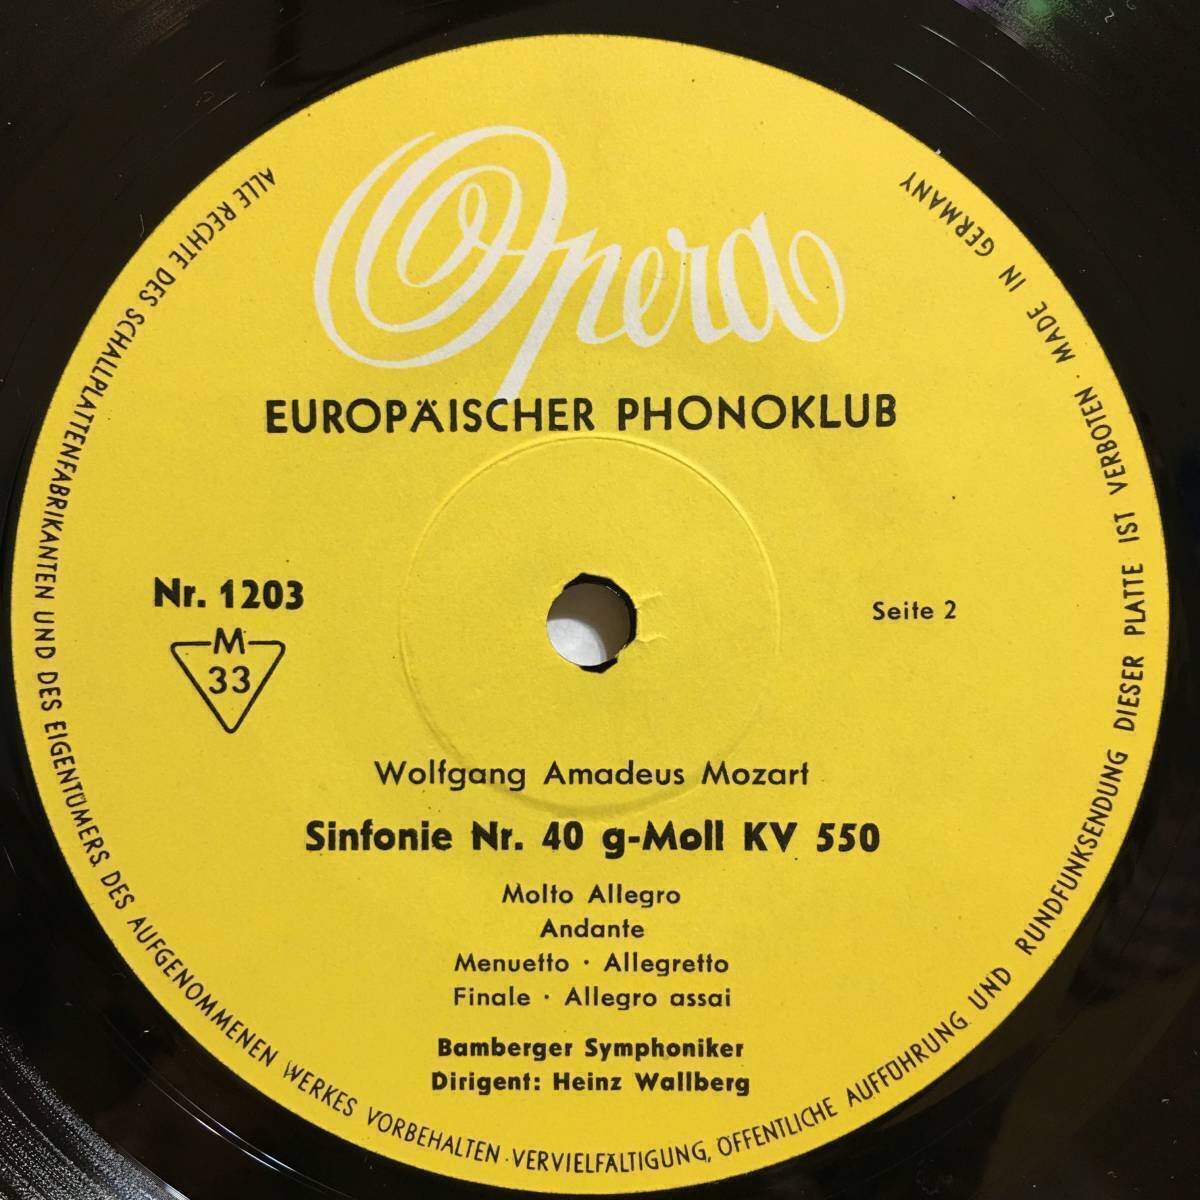 Opera
EUROPÄISCHER PHONOKLUB
Nr. 1203
M
33
Seite 2
Wolfgang Amadeus Mozart
Sinfonie Nr. 40 g-Moll KV 550
Molto Allegro
Andante
Menuetto · Allegretto
Finale · Allegro assai
Bamberger Symphoniker
Dirigent: Heinz Wallberg
ALLE RECHTE DES SCHALLPLATTENFABRIKANTEN UND DES EIGENTÜMERS DES AUFGENOMMENEN WERKES VORBEHALTEN · VERVIELFÄLTIGUNG, ÖFFENTLICHE AUFFÜHRUNG UND RUNDFUNKSENDUNG DIESER PLATTE IST VERBOTEN · MADE IN GERMANY